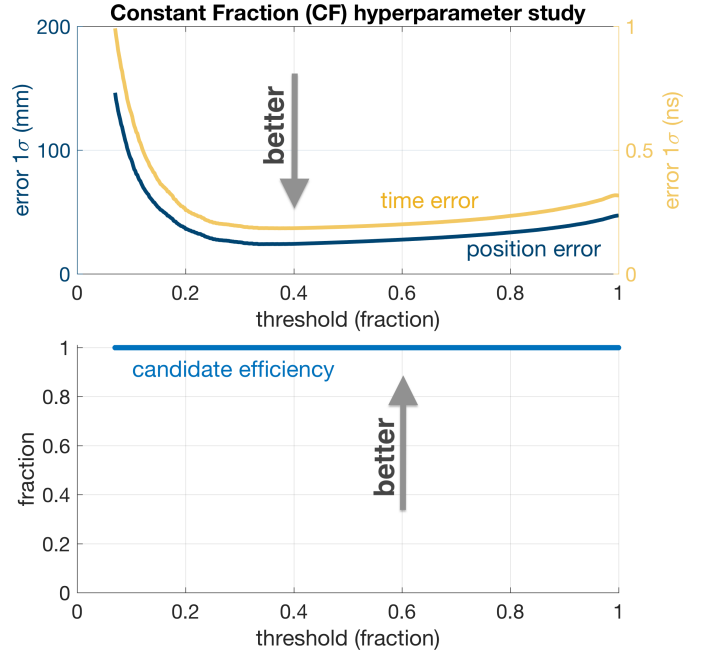 Constant Fraction (CF) hyperparameter study
200
100
0
error 1σ (mm)
1
0.5
0
error 1σ (ns)
better
time error
position error
0 0.2 0.4 0.6 0.8 1
threshold (fraction)
1
0.8
0.6
0.4
0.2
0
fraction
candidate efficiency
better
0 0.2 0.4 0.6 0.8 1
threshold (fraction)